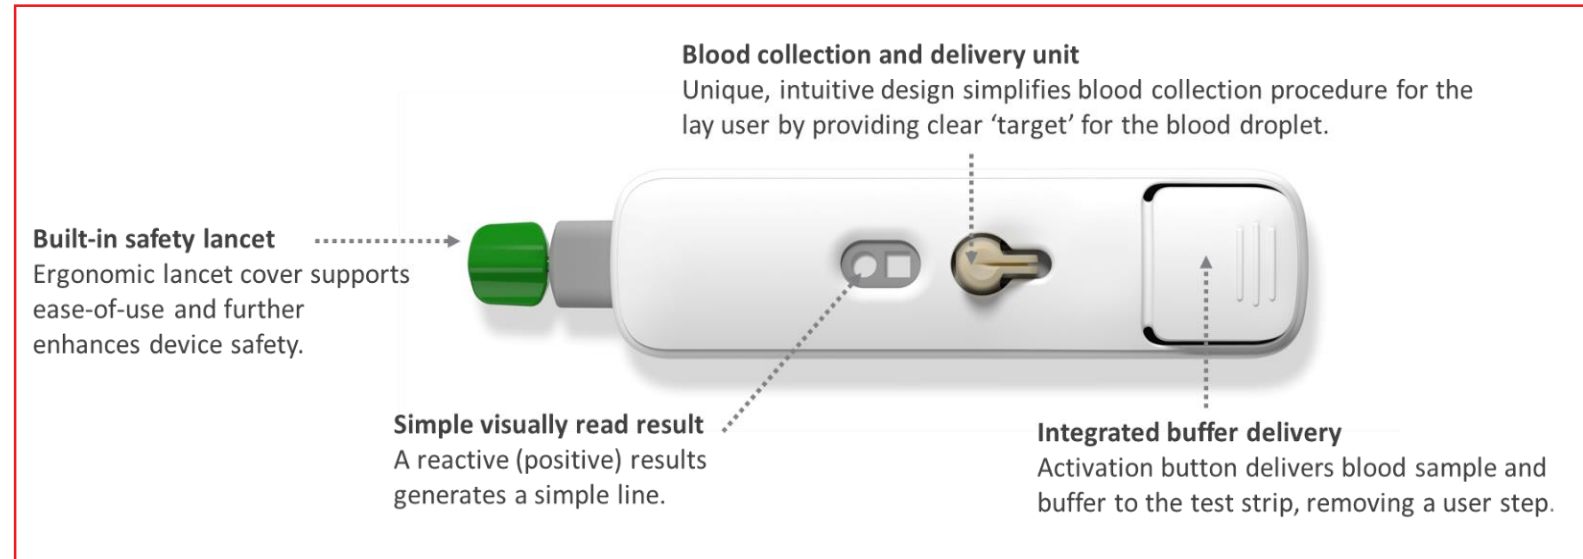 Blood collection and delivery unit
Unique, intuitive design simplifies blood collection procedure for the
lay user by providing clear ‘target’ for the blood droplet.
Built-in safety lancet
Ergonomic lancet cover supports
ease-of-use and further
enhances device safety.
Simple visually read result
A reactive (positive) results
generates a simple line.
Integrated buffer delivery
Activation button delivers blood sample and
buffer to the test strip, removing a user step.